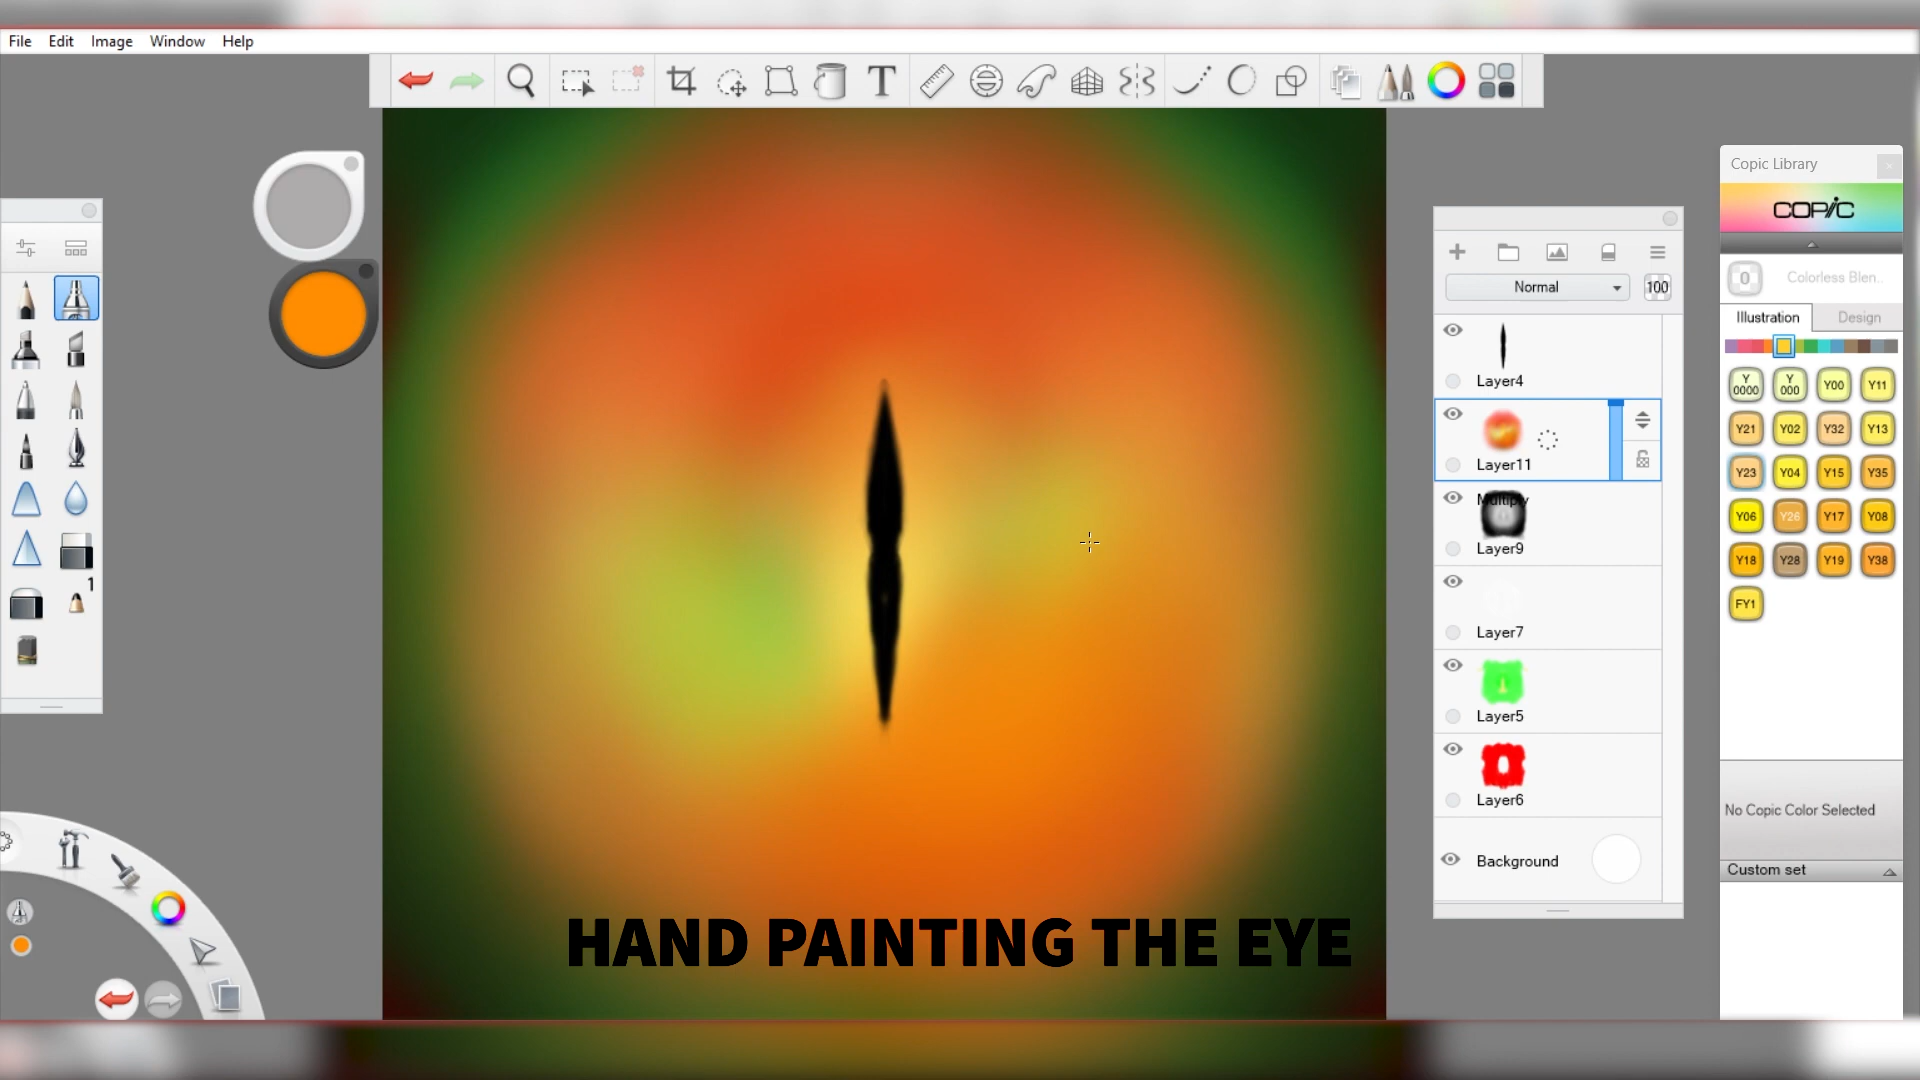 File Edit Image Window Help
T
Copic Library
COPIC
0 Colorless Blen..
Illustration Design
Normal 100
Y0000 Y000 Y00 Y11
Y21 Y02 Y32 Y13
Y23 Y04 Y15 Y35
Y06 Y26 Y17 Y08
Y18 Y28 Y19 Y38
FY1
Layer4
Layer11
Multiply
Layer9
Layer7
Layer5
Layer6
Background
1
No Copic Color Selected
Custom set
HAND PAINTING THE EYE